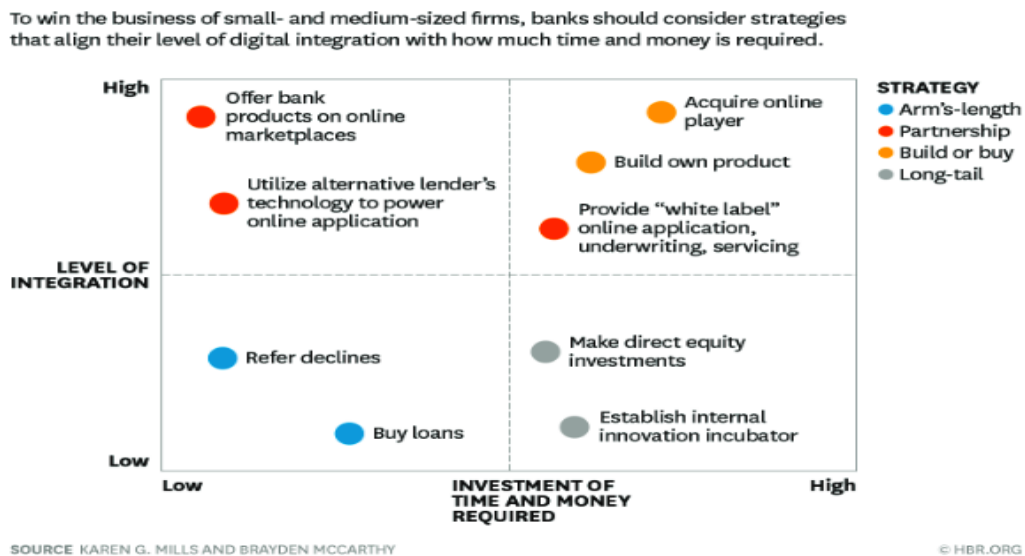 To win the business of small- and medium-sized firms, banks should consider strategies
that align their level of digital integration with how much time and money is required.
High
Offer bank
products on online
marketplaces
Acquire online
player
Build own product
Utilize alternative lender's
technology to power
online application
Provide "white label"
online application,
underwriting, servicing
STRATEGY
Arm's-length
Partnership
Build or buy
Long-tail
LEVEL OF
INTEGRATION
Refer declines
Make direct equity
investments
Buy loans
Establish internal
innovation incubator
Low
Low
INVESTMENT OF
TIME AND MONEY
REQUIRED
High
SOURCE KAREN G. MILLS AND BRAYDEN MCCARTHY
© HBR.ORG